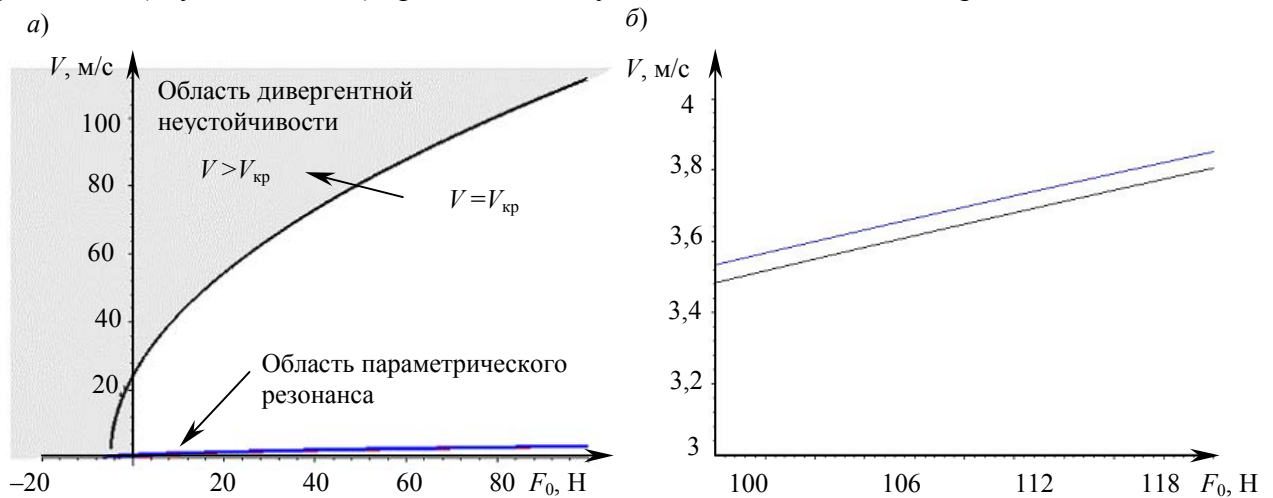 а)
V, м/с
Область дивергентной
неустойчивости
100
V >Vкр
80
V =Vкр
60
40
Область параметрического
резонанса
20
–20
20
40
60
80
F0, Н
б)
V, м/с
4
3,8
3,6
3,4
3,2
3
100
106
112
118
F0, Н